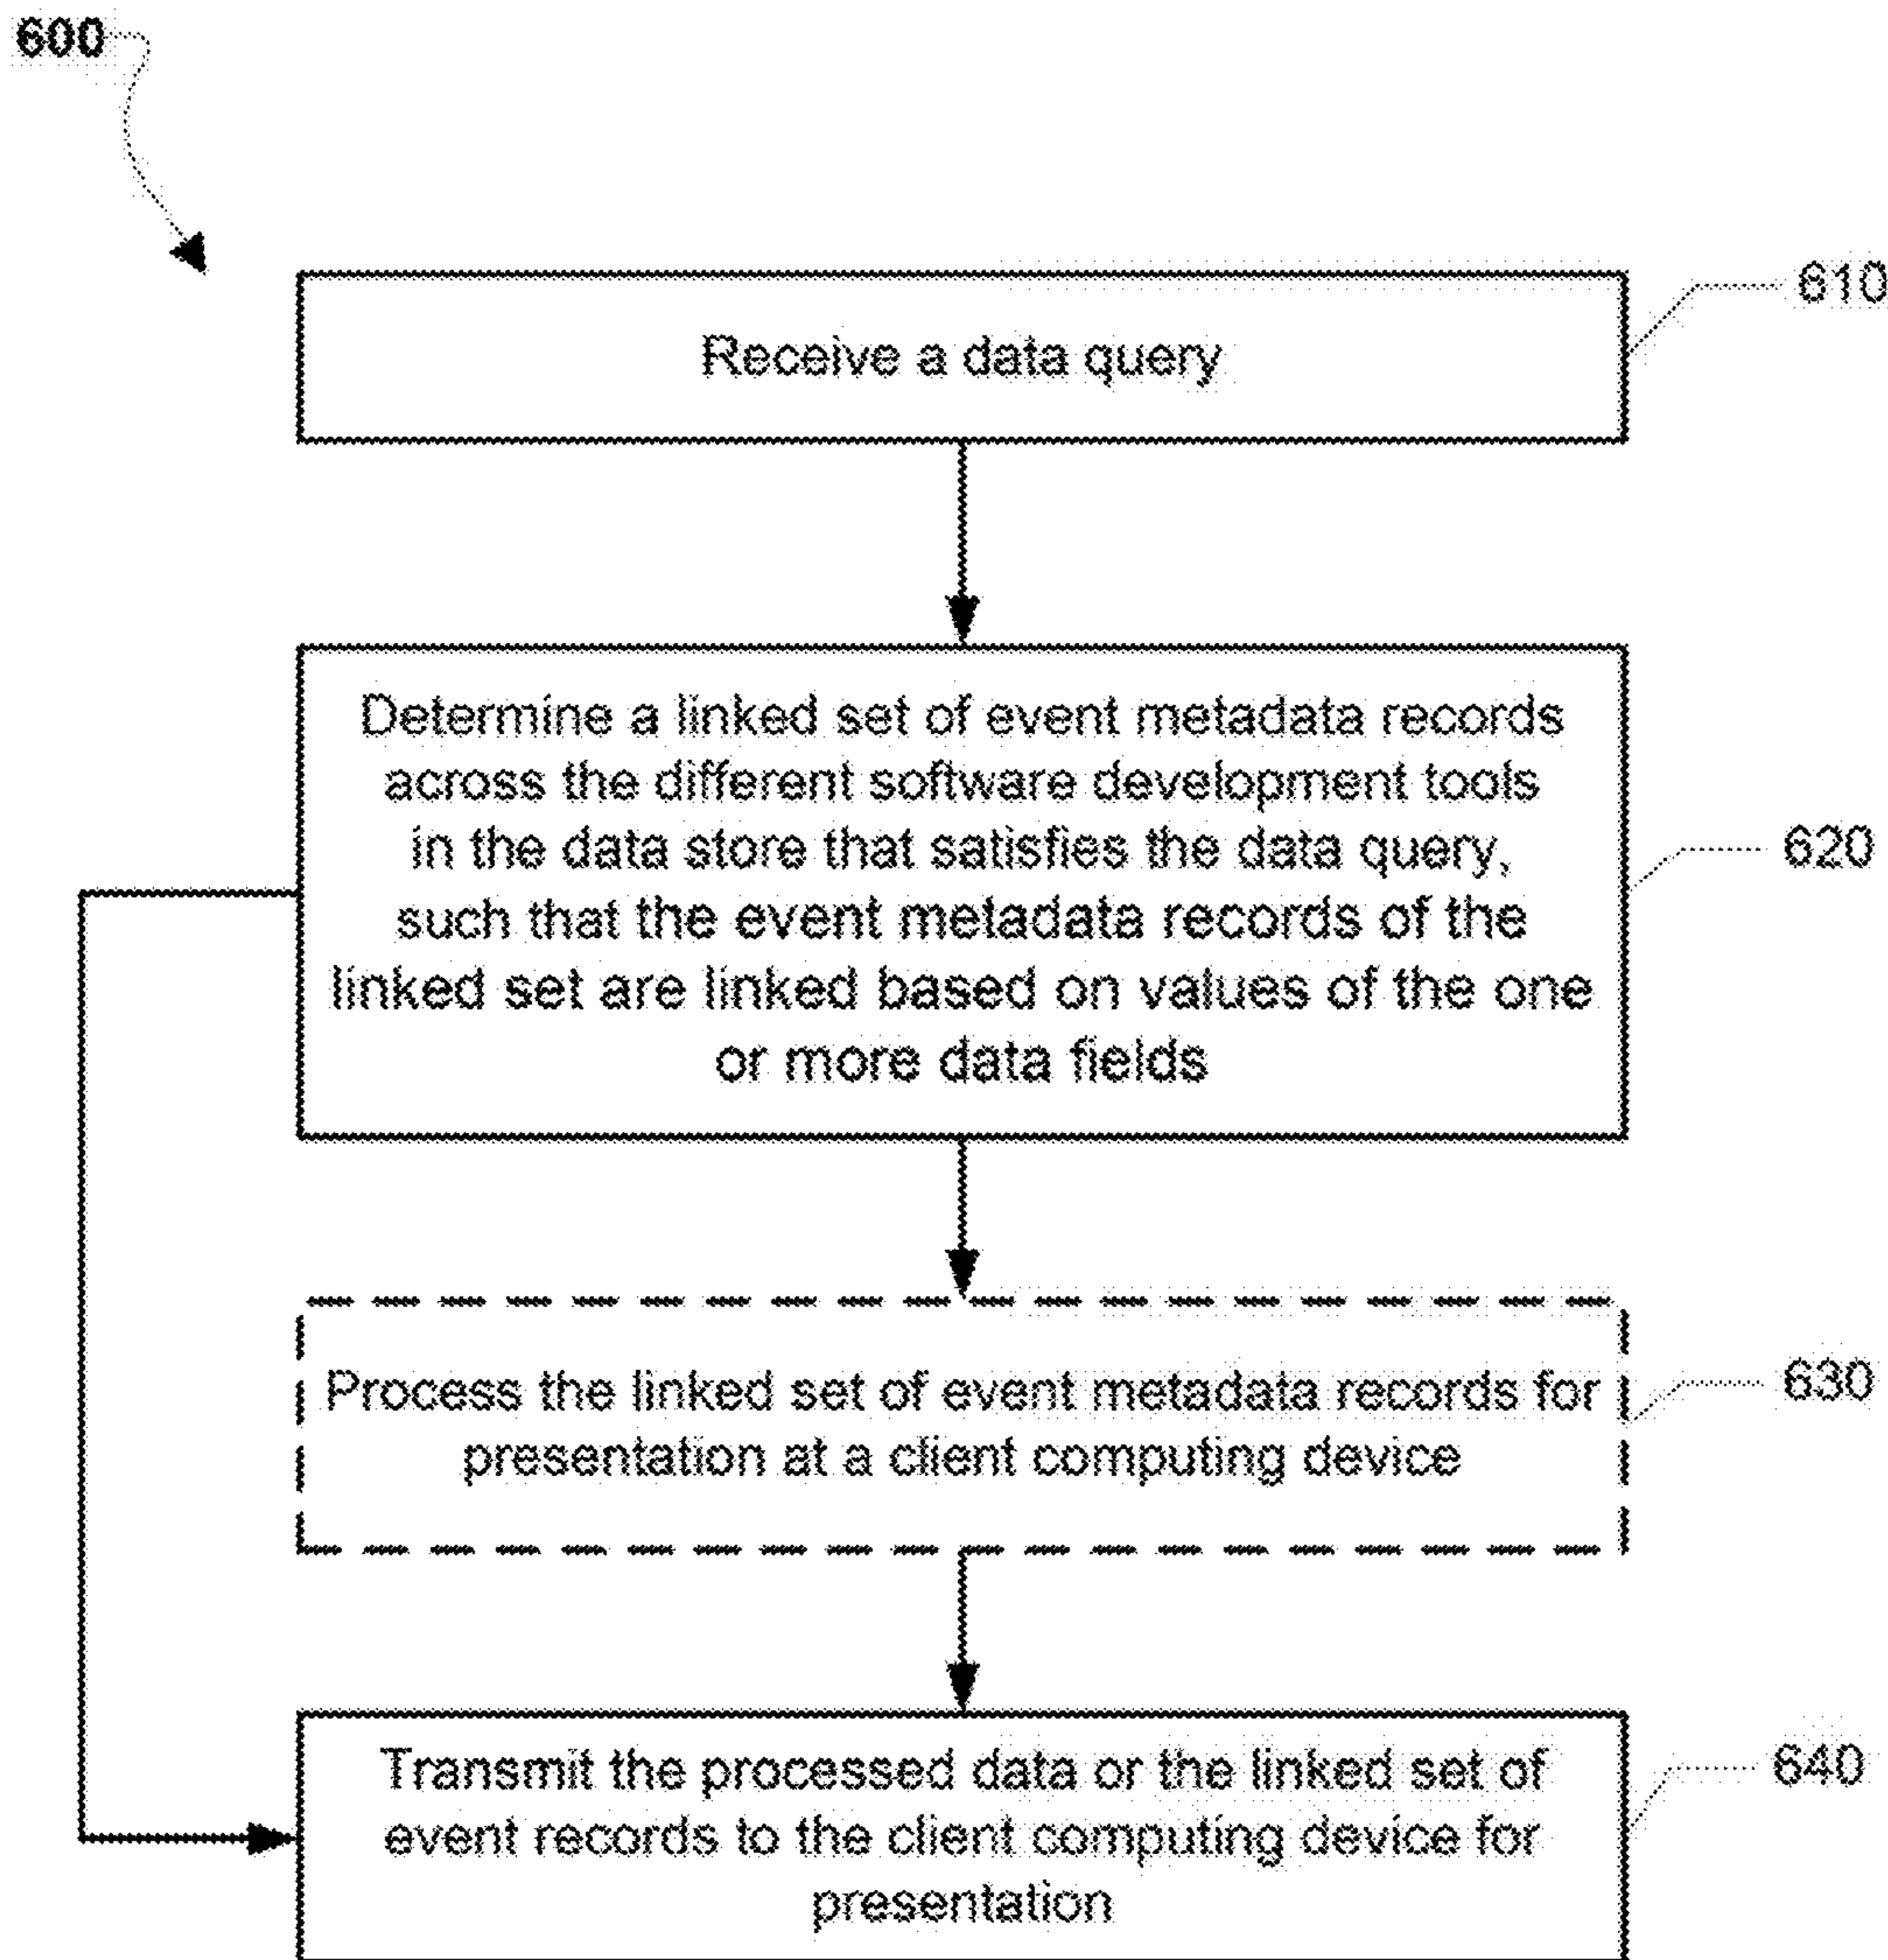 600
610
Receive a data query
Determine a linked set of event metadata records
across the different software development tools
in the data store that satisfies the data query,
620
such that the event metadata records of the
linked set are linked based on values of the one
or more data fields
630
Process the linked set of event metadata records for
presentation at a client computing device
640
Transmit the processed data or the linked set of
event records to the client computing device for
presentation